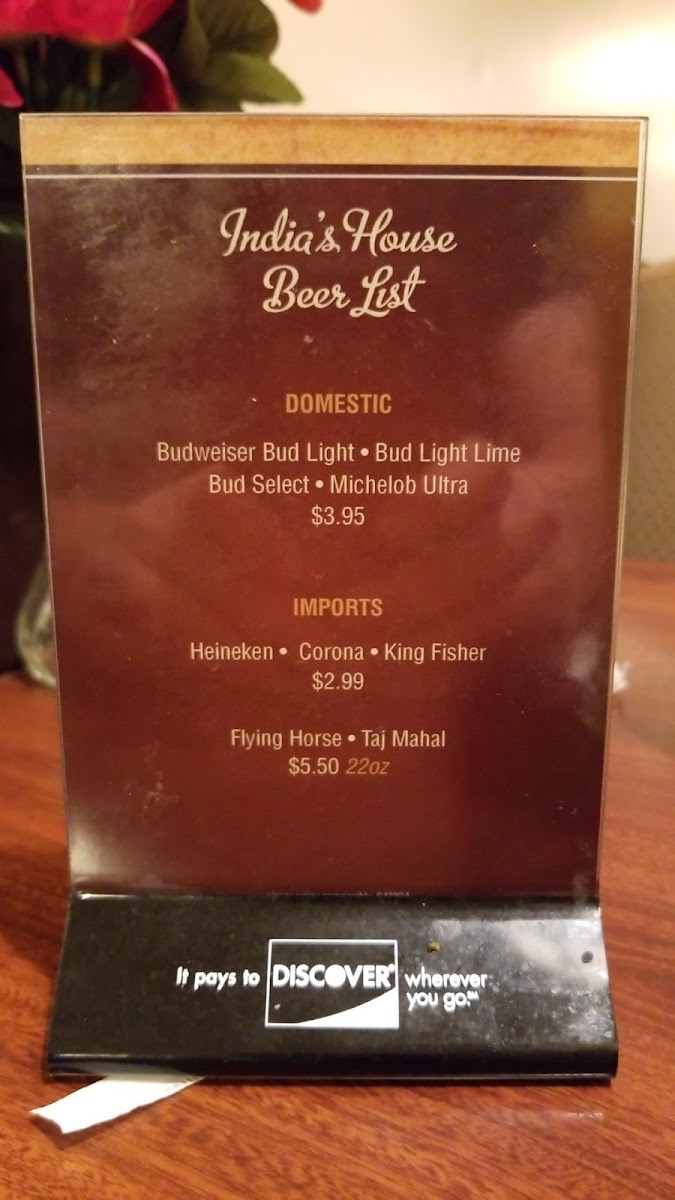 India's House
Beer List
DOMESTIC
Budweiser Bud Light • Bud Light Lime
Bud Select • Michelob Ultra
$3.95
IMPORTS
Heineken • Corona • King Fisher
$2.99
Flying Horse • Taj Mahal
$5.50 22oz
It pays to DISCOVER® wherever
you go.℠